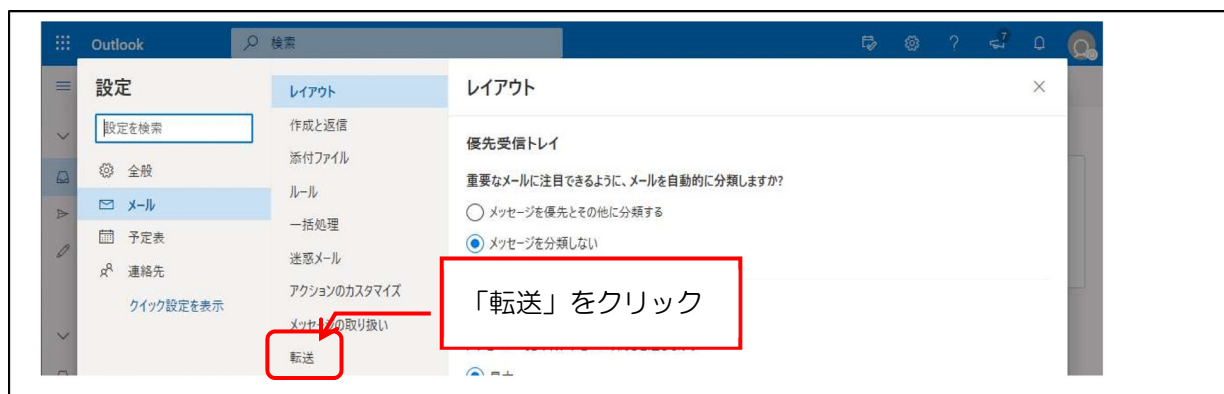 Outlook
検索
7
設定
設定を検索
全般
メール
予定表
連絡先
クイック設定を表示
レイアウト
作成と返信
添付ファイル
ルール
一括処理
迷惑メール
アクションのカスタマイズ
メッセージの取り扱い
転送
レイアウト
優先受信トレイ
重要なメールに注目できるように、メールを自動的に分類しますか?
メッセージを優先とその他に分類する
メッセージを分類しない
「転送」をクリック